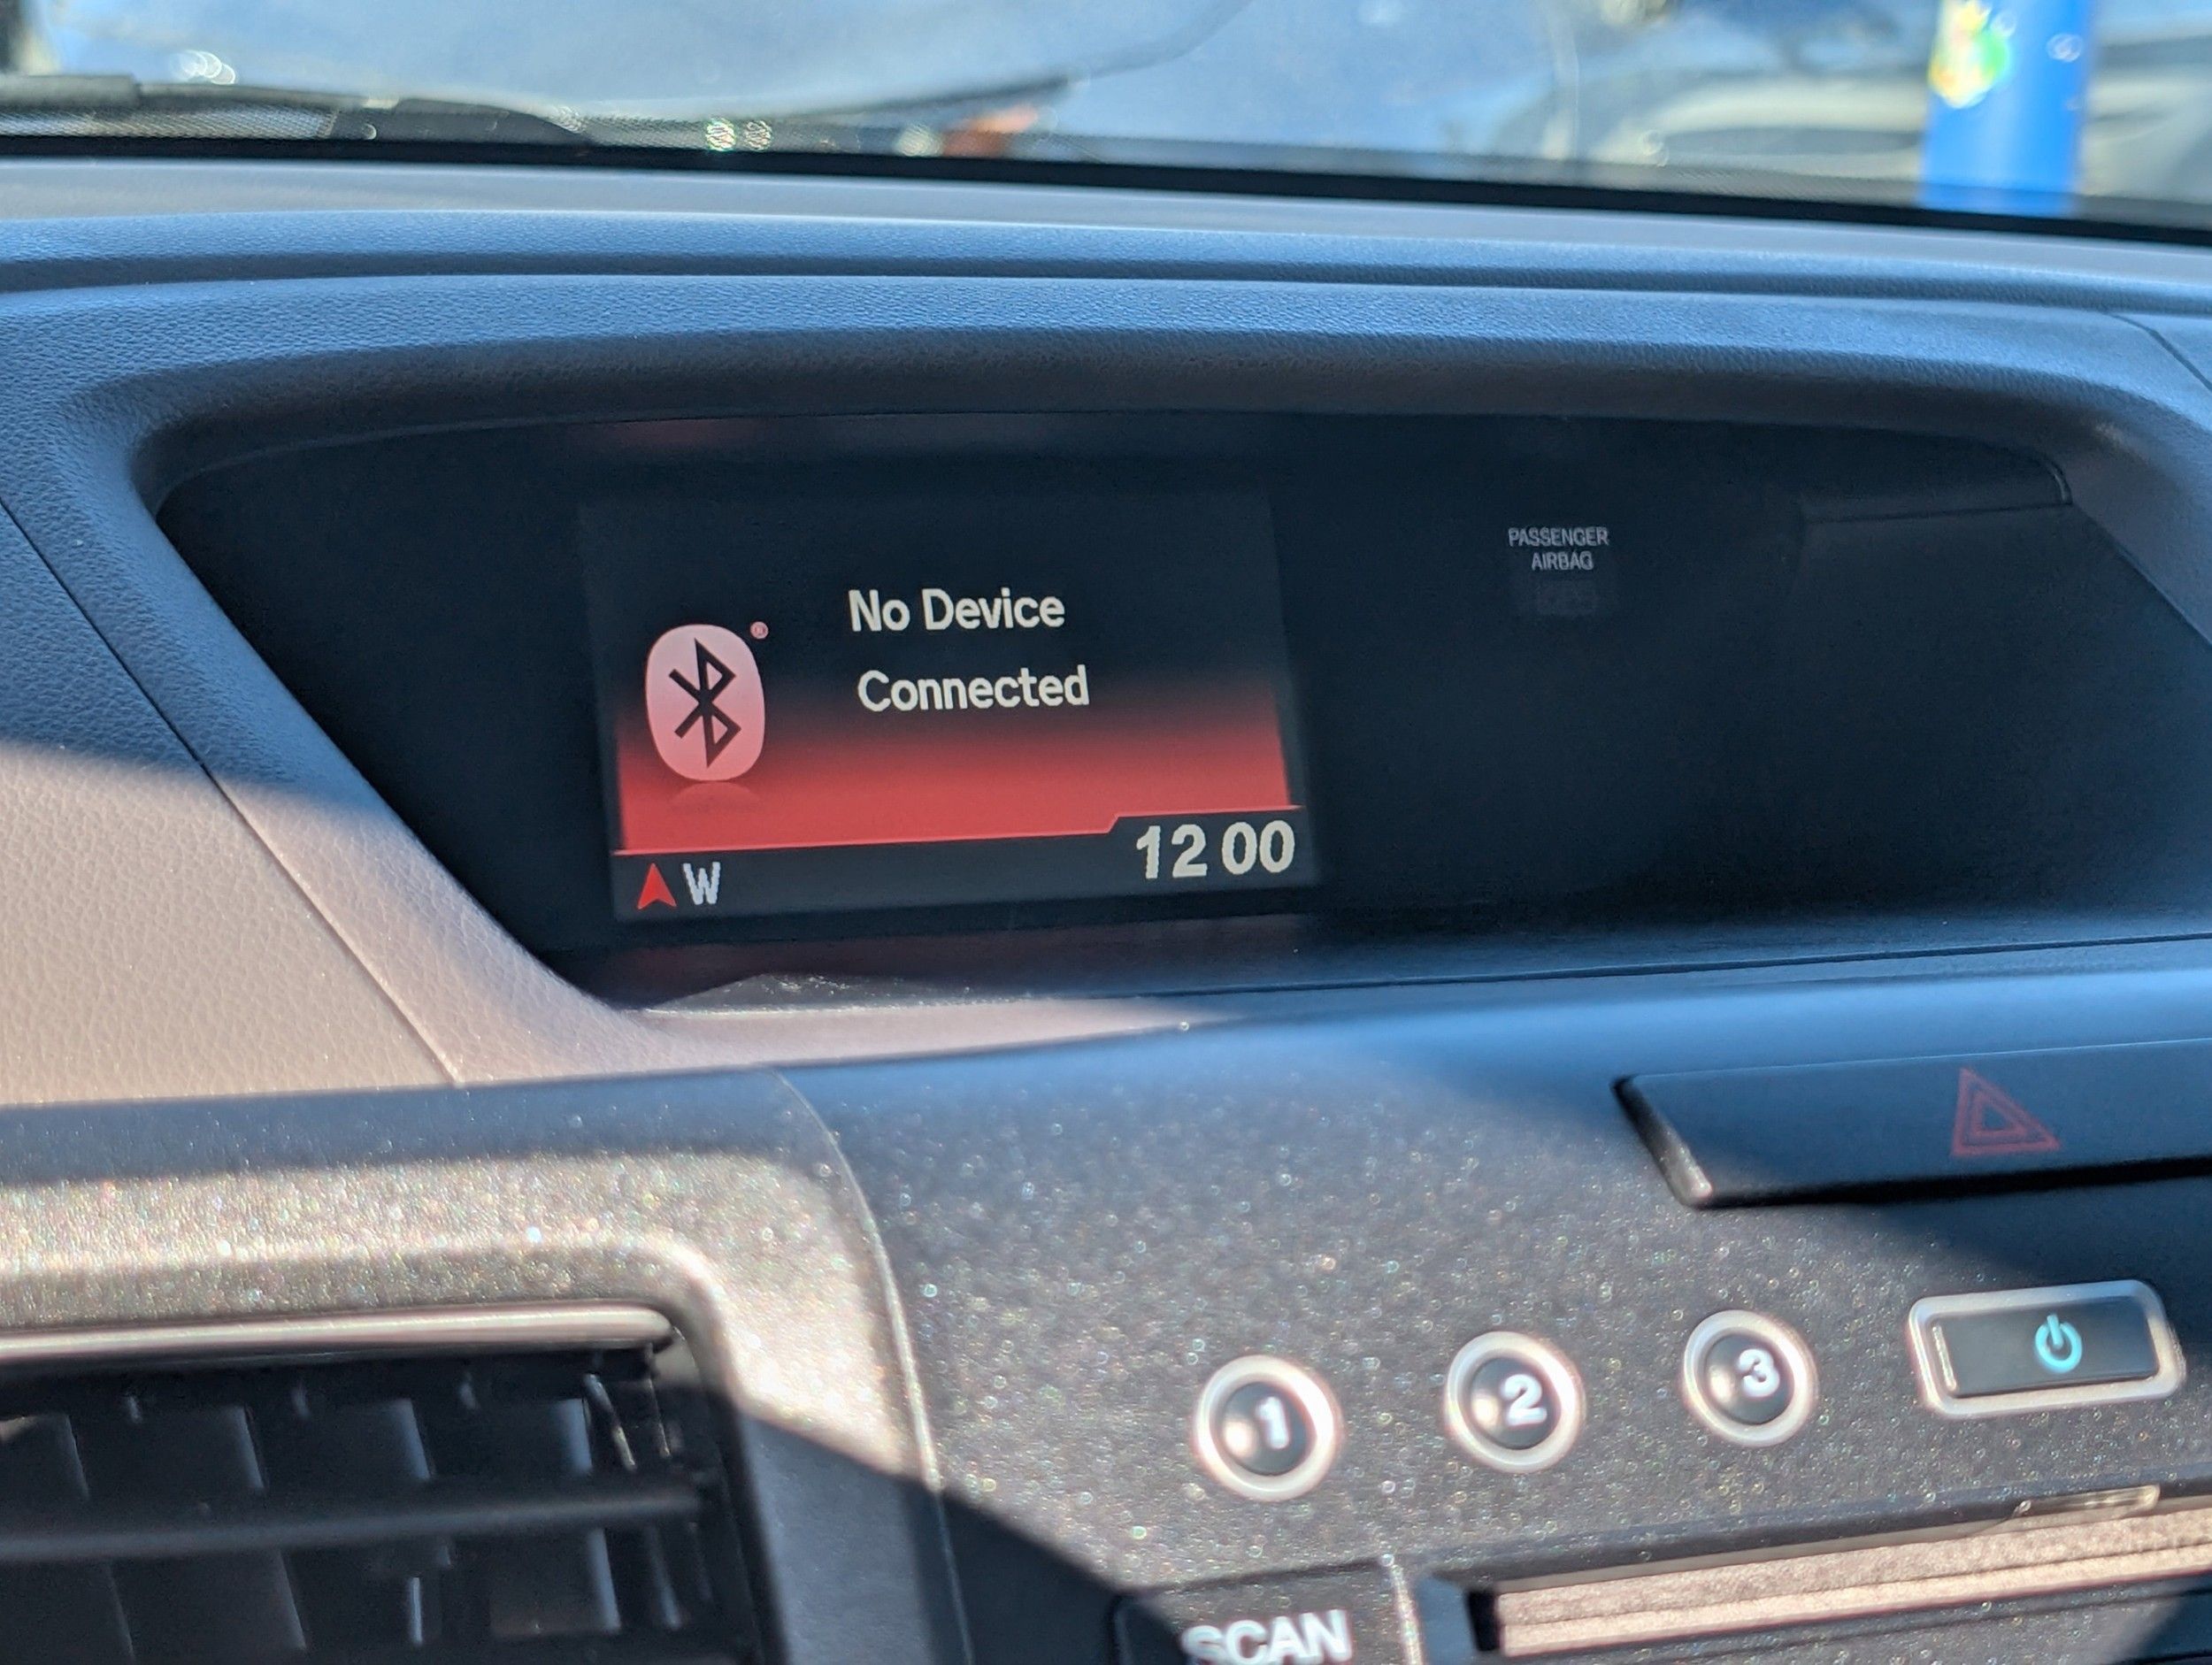 No Device
Connected
W
12 00
PASSENGER
AIRBAG
1
2
3
SCAN